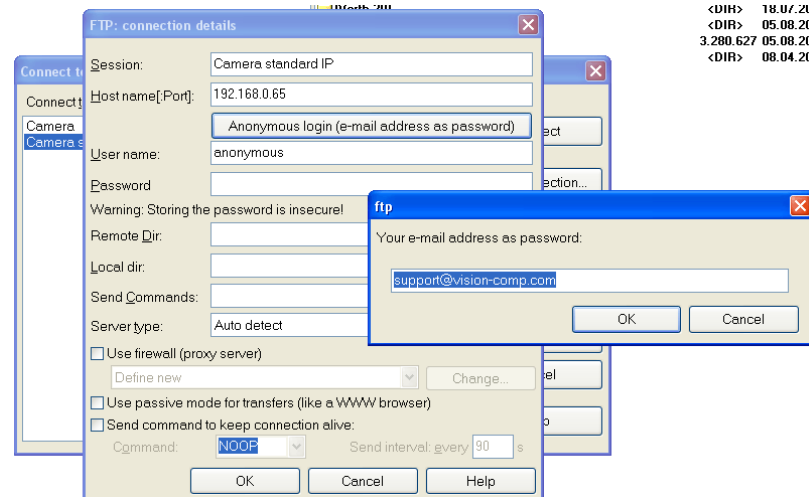 <DIR> 18.07.20
<DIR> 05.08.20
3.280.627 05.08.20
<DIR> 08.04.20
FTP: connection details
Session: Camera standard IP
Host name[:Port]: 192.168.0.65
Anonymous login (e-mail address as password)
User name: anonymous
Password
Warning: Storing the password is insecure!
Remote Dir:
Local dir:
Send Commands:
Server type: Auto detect
Use firewall (proxy server)
Define new Change...
Use passive mode for transfers (like a WWW browser)
Send command to keep connection alive:
Command: NOOP Send interval: every 90 s
OK Cancel Help
Connect t
Connect t
Camera
Camera s
ect
ection...
el
p
ftp
Your e-mail address as password:
support@vision-comp.com
OK Cancel